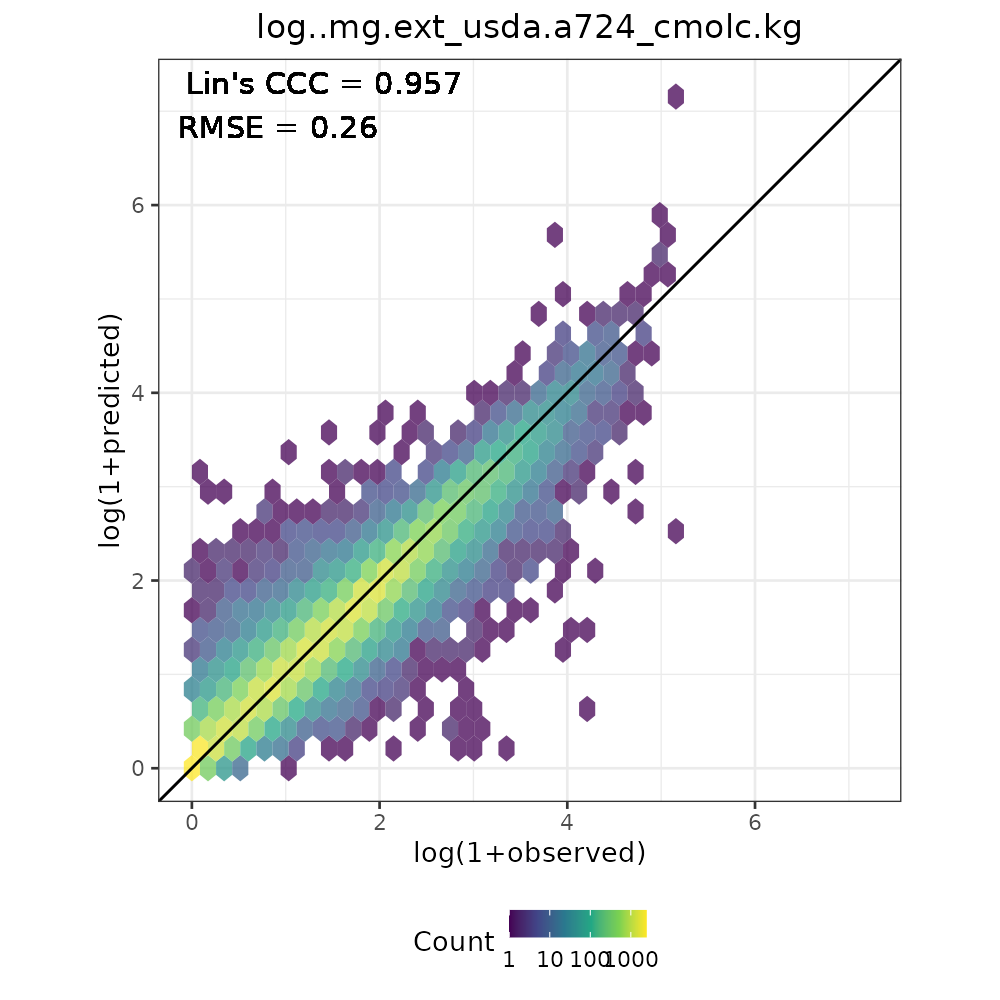 log..mg.ext_usda.a724_cmolc.kg
Lin's CCC = 0.957
RMSE = 0.26
log(1+predicted)
6
4
2
0
0 2 4 6
log(1+observed)
Count
1 10 100 1000